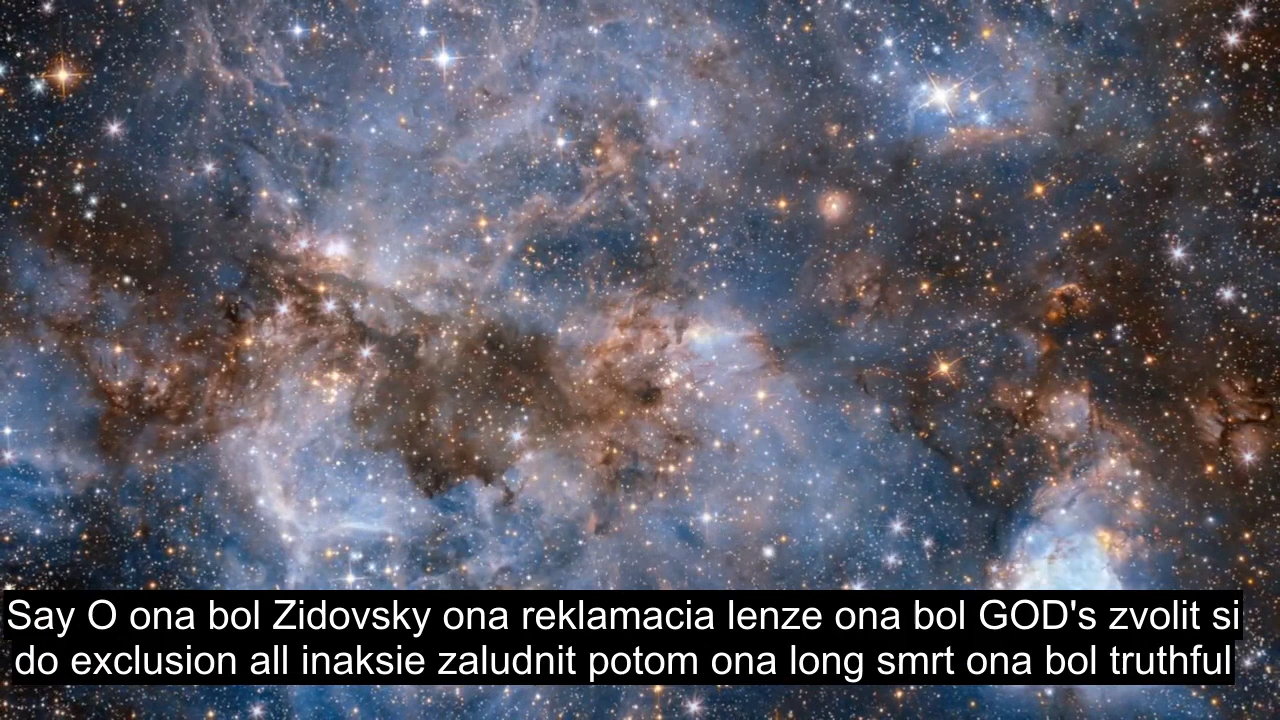 Say O ona bol Zidovsky ona reklamacia lenze ona bol GOD's zvolit si
do exclusion all inaksie zaludnit potom ona long smrt ona bol truthful